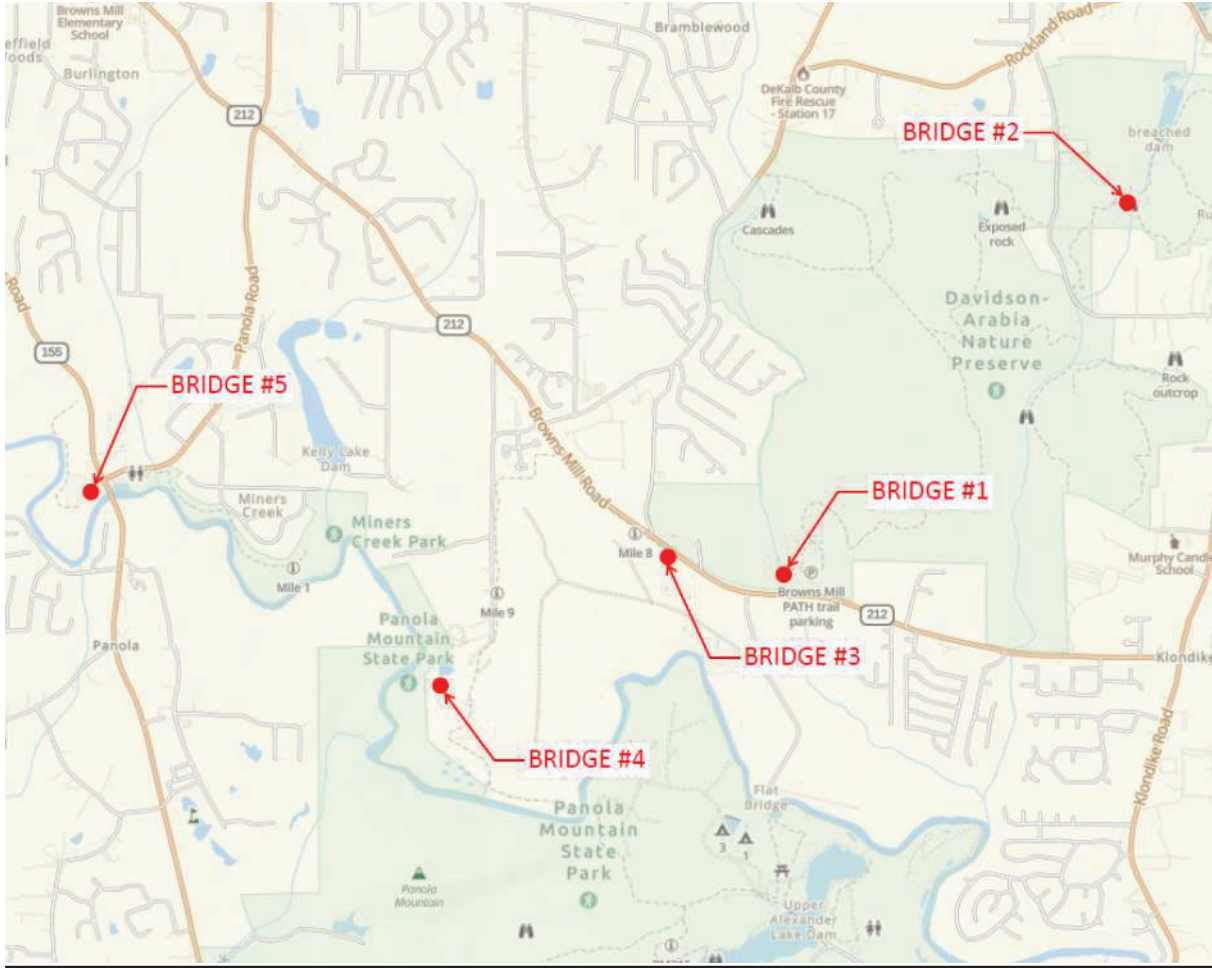 Browns Mill
Elementary
School
Bramblewood
Rockland Road
Burlington
212
DeKalb County
Fire Rescue
- Station 17
BRIDGE #2
breached
dam
Cascades
Exposed
rock
Panola Road
Road
212
155
Davidson-
Arabia
Nature
Preserve
BRIDGE #5
Rock
outcrop
Browns Mill Road
Kelly Lake
Dam
Miners
Creek
BRIDGE #1
Miners
Creek Park
Mile 8
Murphy Candle
School
Mile 1
Mile 9
P
Browns Mill
PATH trail
parking
212
Panola
Panola
Mountain
State Park
BRIDGE #3
Klondike
BRIDGE #4
Klondike Road
Flat
Bridge
Panola
Mountain
State
Park
3
1
Panola
Mountain
Upper
Alexander
Lake Dam